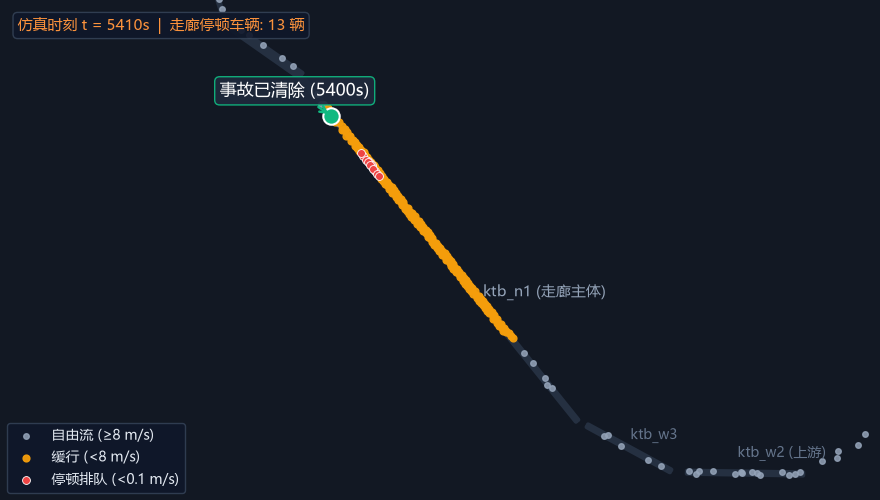 仿真时刻 t = 5410s | 走廊停顿车辆: 13 辆
事故已清除 (5400s)
ktb_n1 (走廊主体)
ktb_w3
ktb_w2 (上游)
自由流 (≥8 m/s)
缓行 (<8 m/s)
停顿排队 (<0.1 m/s)